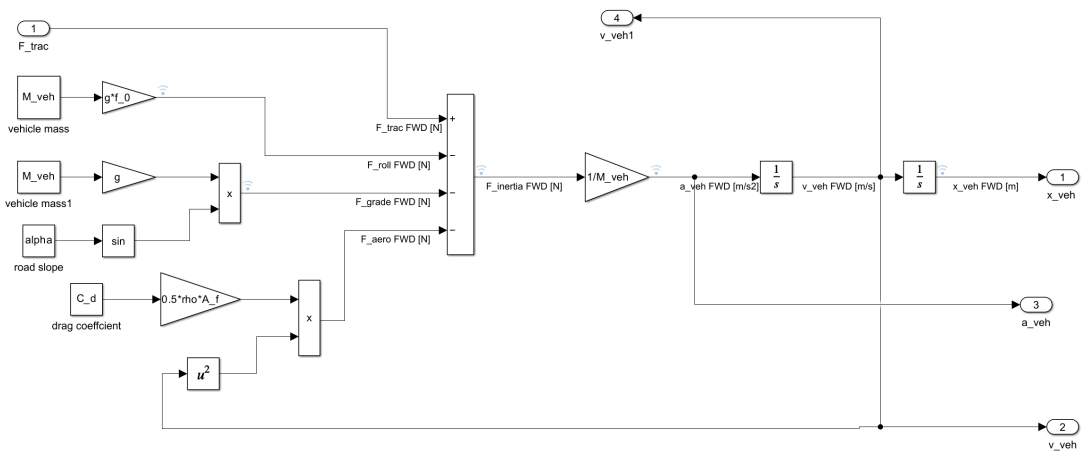 1
F_trac
4
v_veh1
M_veh
g*f_0
vehicle mass
F_trac FWD [N]
+
F_roll FWD [N]
−
M_veh
g
x
vehicle mass1
F_grade FWD [N]
−
F_inertia FWD [N]
1/M_veh
a_veh FWD [m/s2]
1
s
v_veh FWD [m/s]
1
s
x_veh FWD [m]
1
x_veh
alpha
sin
road slope
F_aero FWD [N]
−
C_d
0.5*rho*A_f
x
drag coeffcient
3
a_veh
u²
2
v_veh